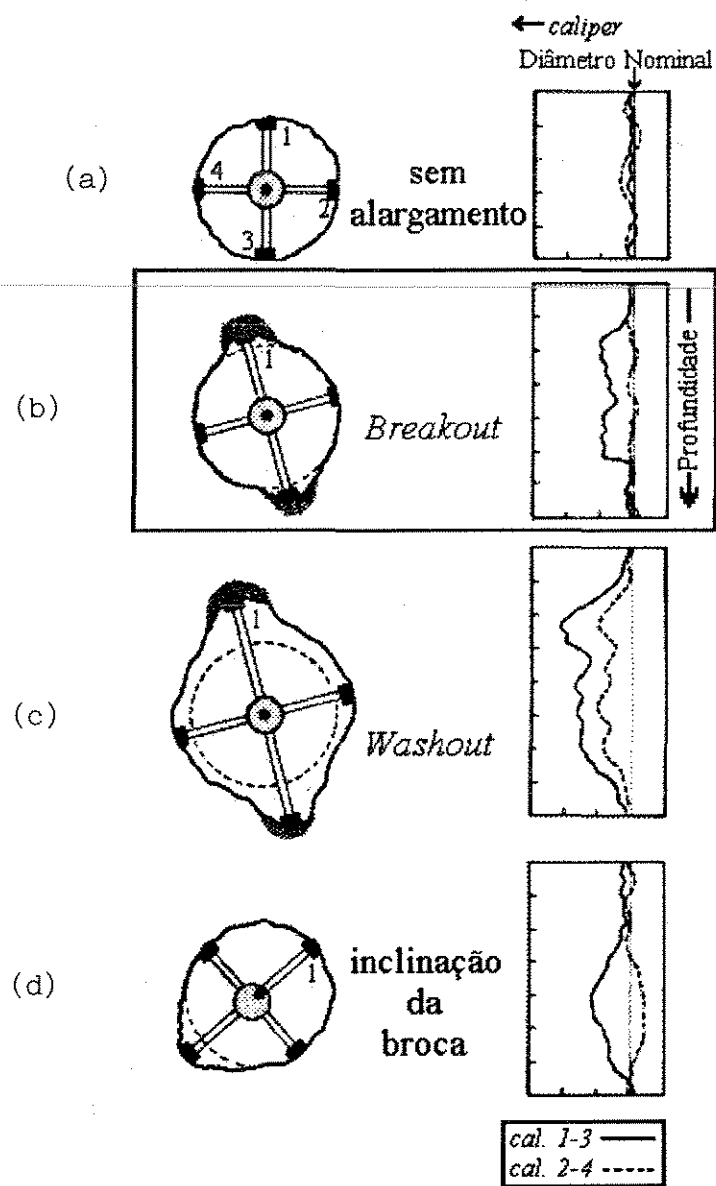 ← caliper
Diâmetro Nominal
(a)
1
4
2
3
sem
alargamento
(b)
1
Breakout
Profundidade
(c)
1
Washout
(d)
1
inclinação
da
broca
cal. 1-3
cal. 2-4